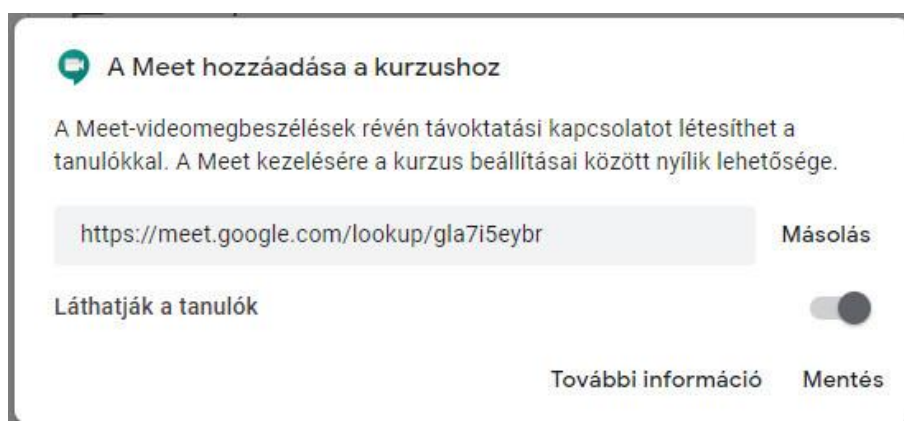 A Meet hozzáadása a kurzushoz
A Meet-videomegbeszélések révén távoktatási kapcsolatot létesíthet a
tanulókkal. A Meet kezelésére a kurzus beállításai között nyílik lehetősége.
https://meet.google.com/lookup/gla7i5eybr
Másolás
Láthatják a tanulók
További információ
Mentés